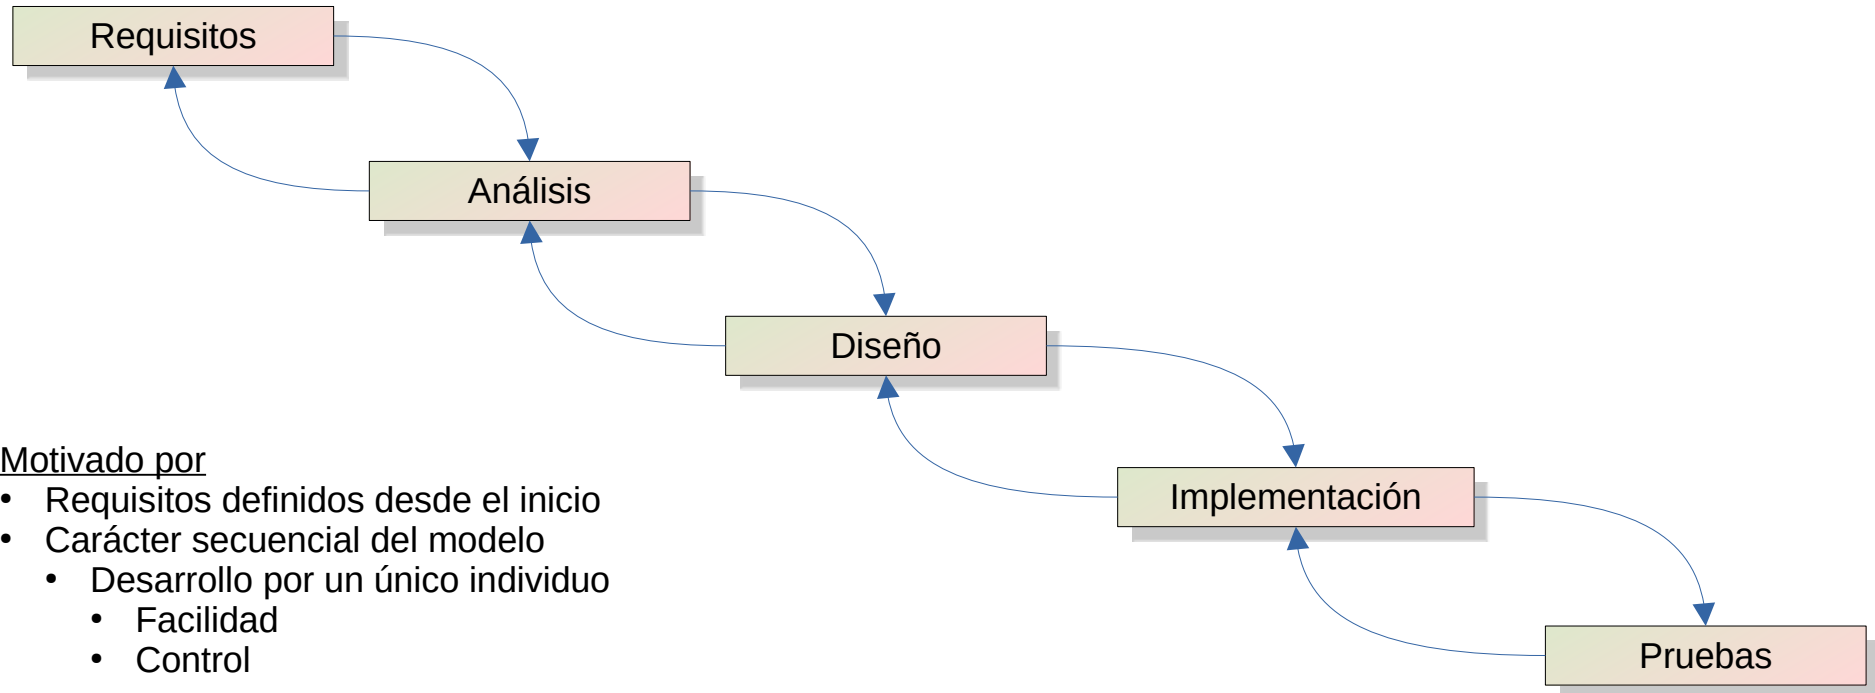 Requisitos
Análisis
Diseño
Implementación
Pruebas
Motivado por
• Requisitos definidos desde el inicio
• Carácter secuencial del modelo
• Desarrollo por un único individuo
• Facilidad
• Control